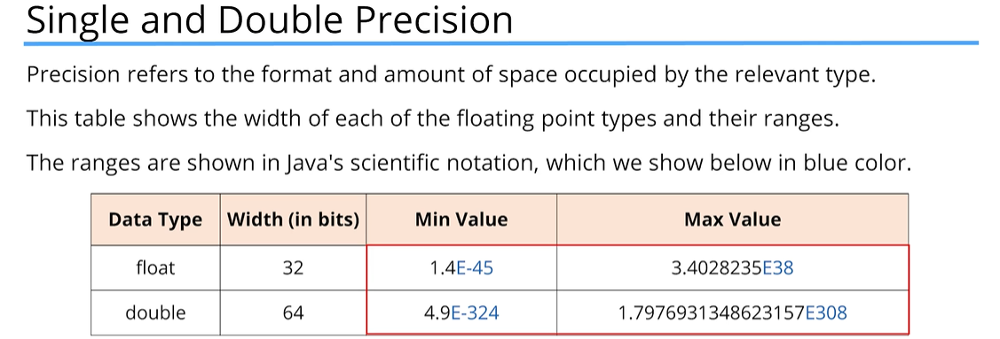 Single and Double Precision
Precision refers to the format and amount of space occupied by the relevant type.
This table shows the width of each of the floating point types and their ranges.
The ranges are shown in Java's scientific notation, which we show below in blue color.
Data Type Width (in bits) Min Value Max Value
float 32 1.4E-45 3.4028235E38
double 64 4.9E-324 1.7976931348623157E308